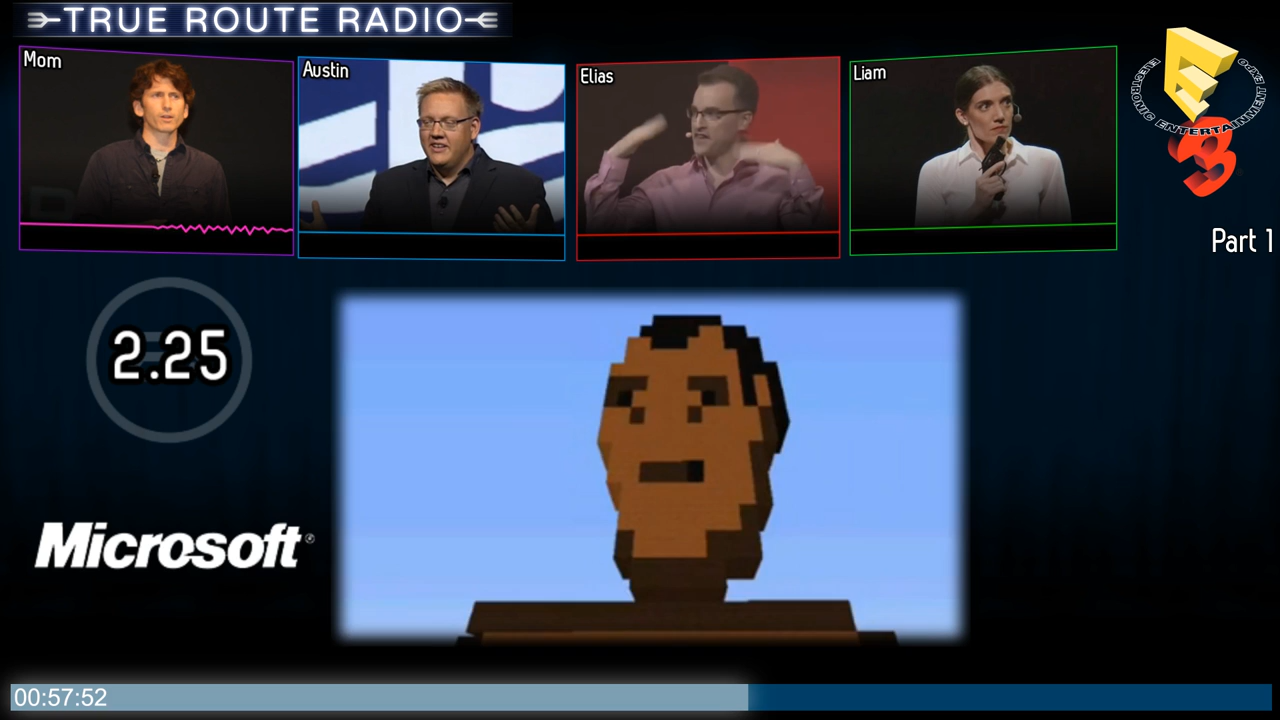 TRUE ROUTE RADIO
Mom
Austin
Elias
Liam
E3
ELECTRONIC ENTERTAINMENT EXPO
Part 1
2.25
Microsoft®
00:57:52